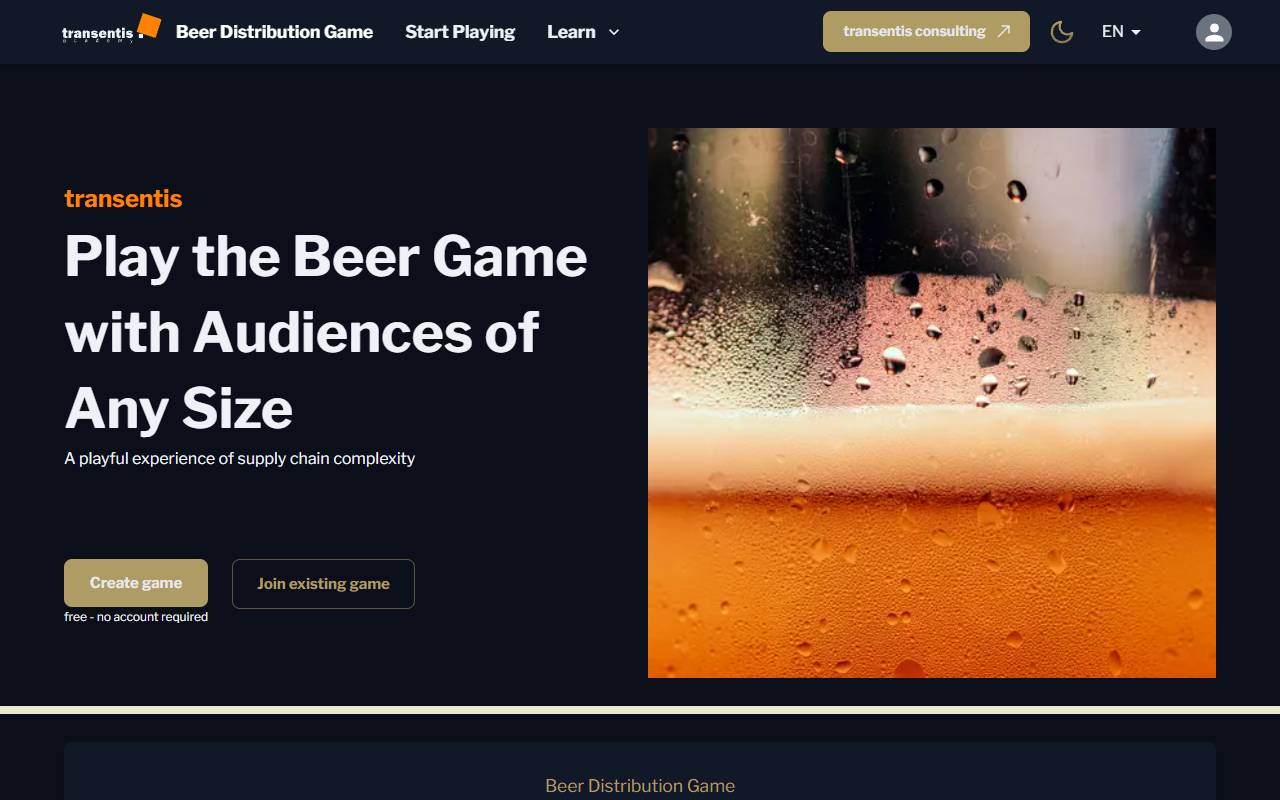 transentis
academy
Beer Distribution Game
Start Playing
Learn
transentis consulting
EN
transentis
Play the Beer Game
with Audiences of
Any Size
A playful experience of supply chain complexity
Create game
Join existing game
free - no account required
Beer Distribution Game